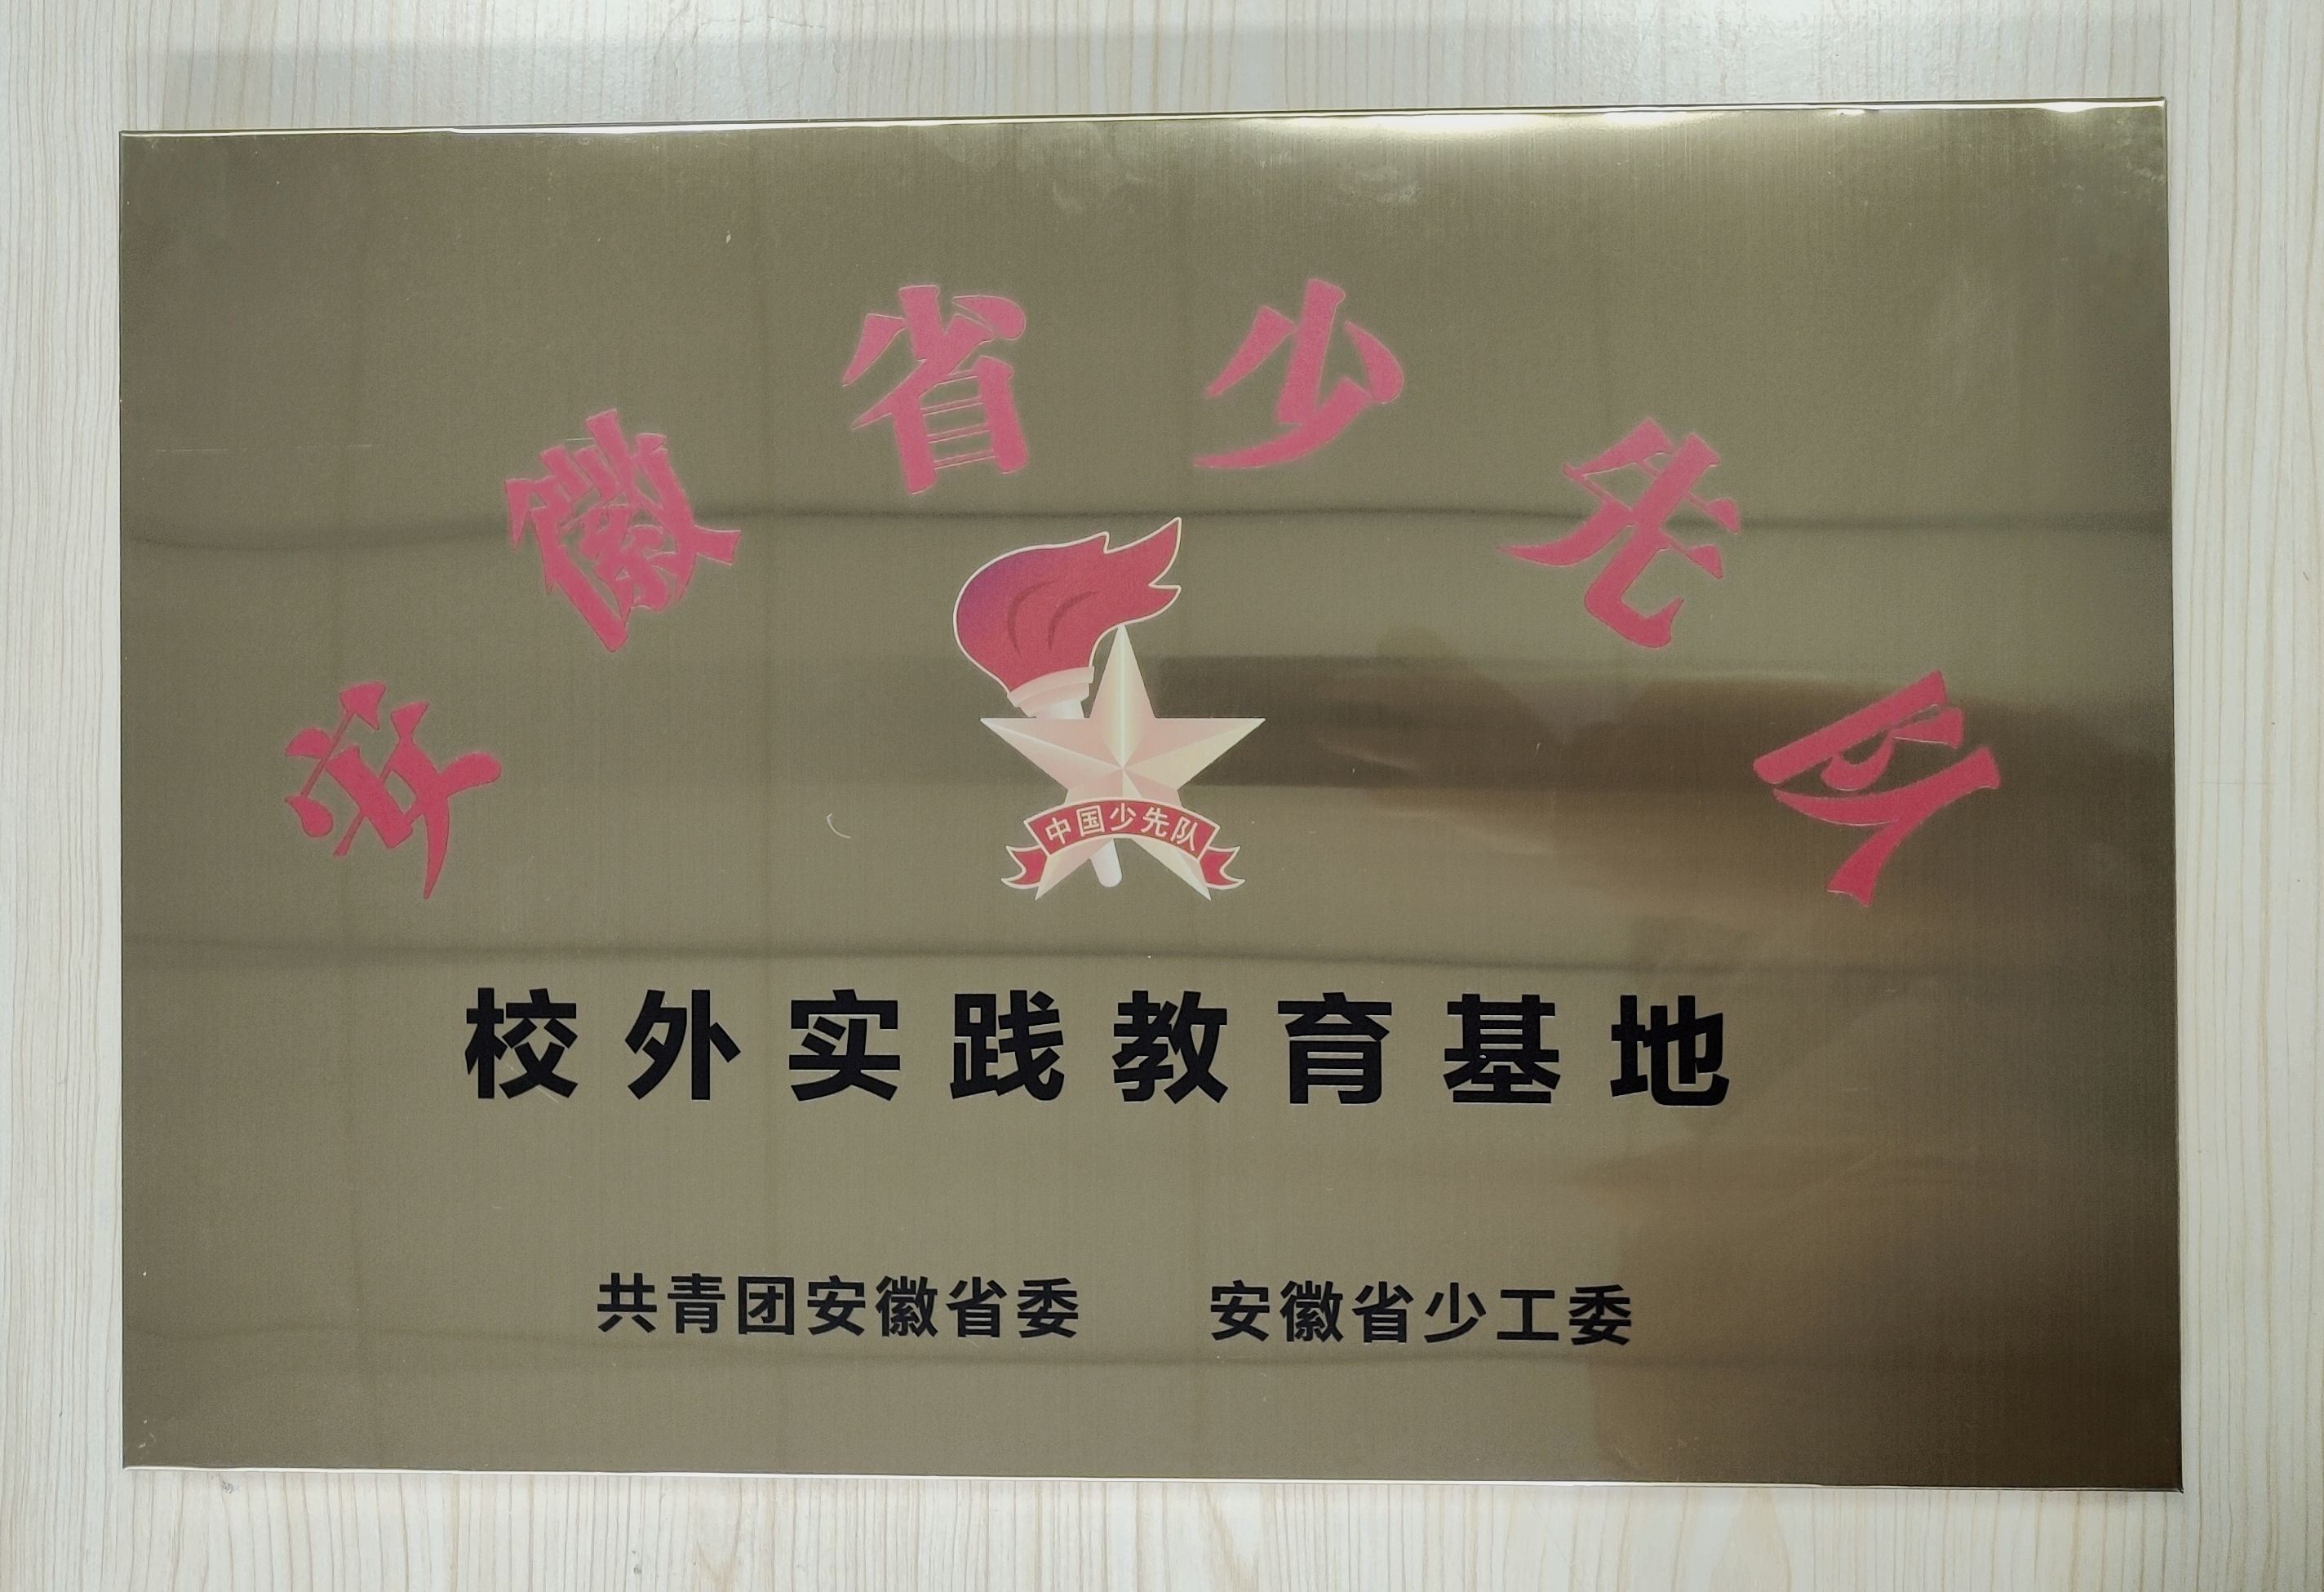 安徽省少先队
中国少先队
校外实践教育基地
共青团安徽省委 安徽省少工委